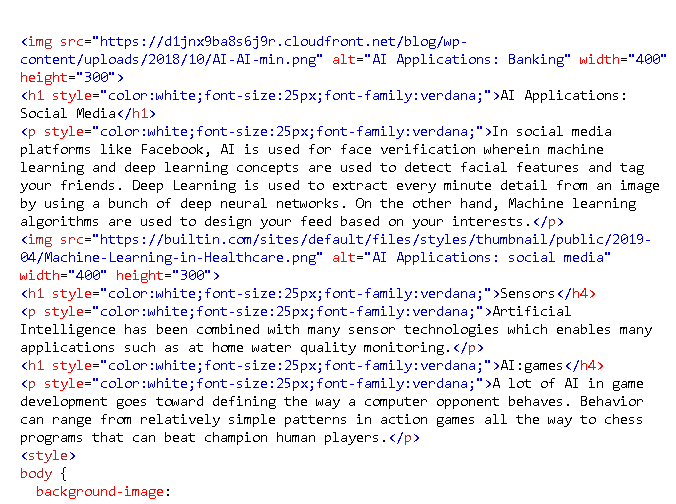 <img src="https://d1jnx9ba8s6j9r.cloudfront.net/blog/wp-
content/uploads/2018/10/AI-AI-min.png" alt="AI Applications: Banking" width="400"
height="300">
<h1 style="color:white;font-size:25px;font-family:verdana;">AI Applications:
Social Media</h1>
<p style="color:white;font-size:25px;font-family:verdana;">In social media
platforms like Facebook, AI is used for face verification wherein machine
learning and deep learning concepts are used to detect facial features and tag
your friends. Deep Learning is used to extract every minute detail from an image
by using a bunch of deep neural networks. On the other hand, Machine learning
algorithms are used to design your feed based on your interests.</p>
<img src="https://builtin.com/sites/default/files/styles/thumbnail/public/2019-
04/Machine-Learning-in-Healthcare.png" alt="AI Applications: social media"
width="400" height="300">
<h1 style="color:white;font-size:25px;font-family:verdana;">Sensors</h4>
<p style="color:white;font-size:25px;font-family:verdana;">Artificial
Intelligence has been combined with many sensor technologies which enables many
applications such as at home water quality monitoring.</p>
<h1 style="color:white;font-size:25px;font-family:verdana;">AI:games</h4>
<p style="color:white;font-size:25px;font-family:verdana;">A lot of AI in game
development goes toward defining the way a computer opponent behaves. Behavior
can range from relatively simple patterns in action games all the way to chess
programs that can beat champion human players.</p>
<style>
body {
background-image: